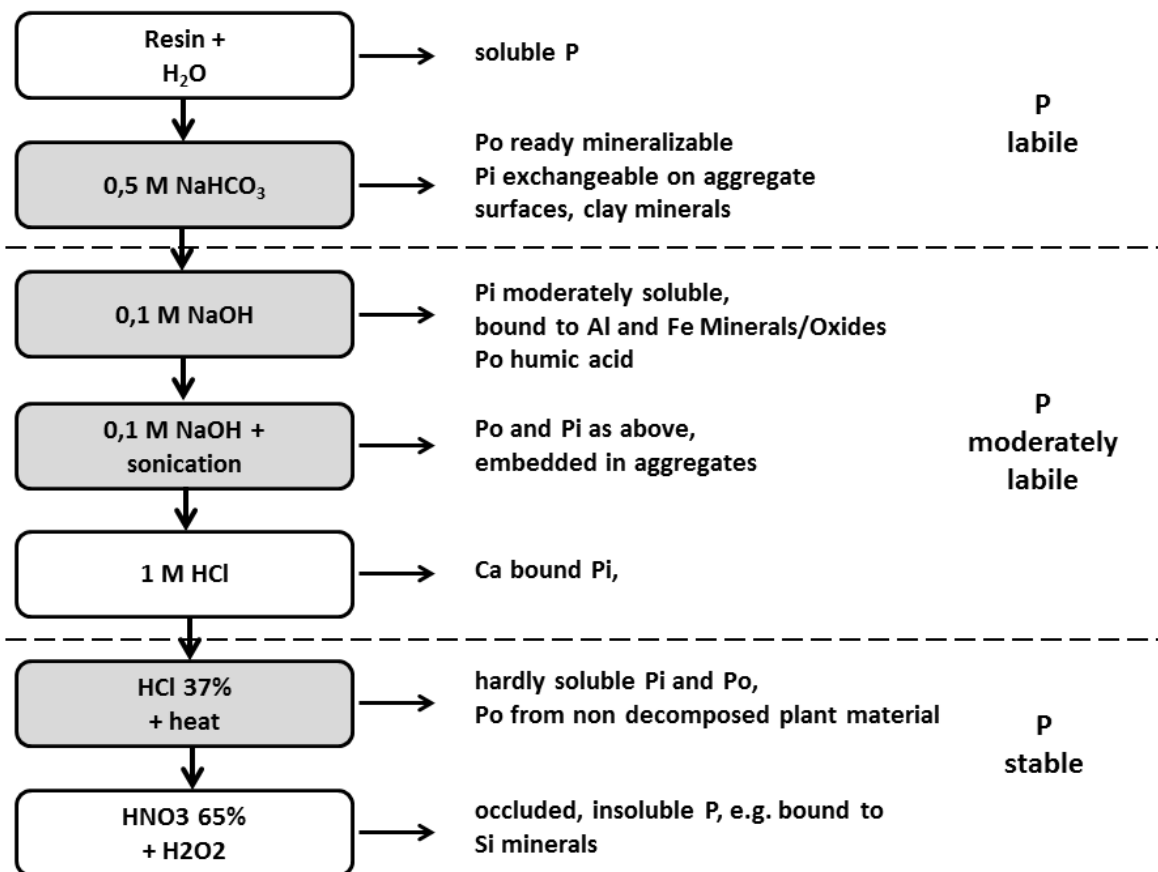 Resin +
H₂O
soluble P
P
labile
0,5 M NaHCO₃
Po ready mineralizable
Pi exchangeable on aggregate
surfaces, clay minerals
0,1 M NaOH
Pi moderately soluble,
bound to Al and Fe Minerals/Oxides
Po humic acid
P
moderately
labile
0,1 M NaOH +
sonication
Po and Pi as above,
embedded in aggregates
1 M HCl
Ca bound Pi,
HCl 37%
+ heat
hardly soluble Pi and Po,
Po from non decomposed plant material
P
stable
HNO3 65%
+ H2O2
occluded, insoluble P, e.g. bound to
Si minerals